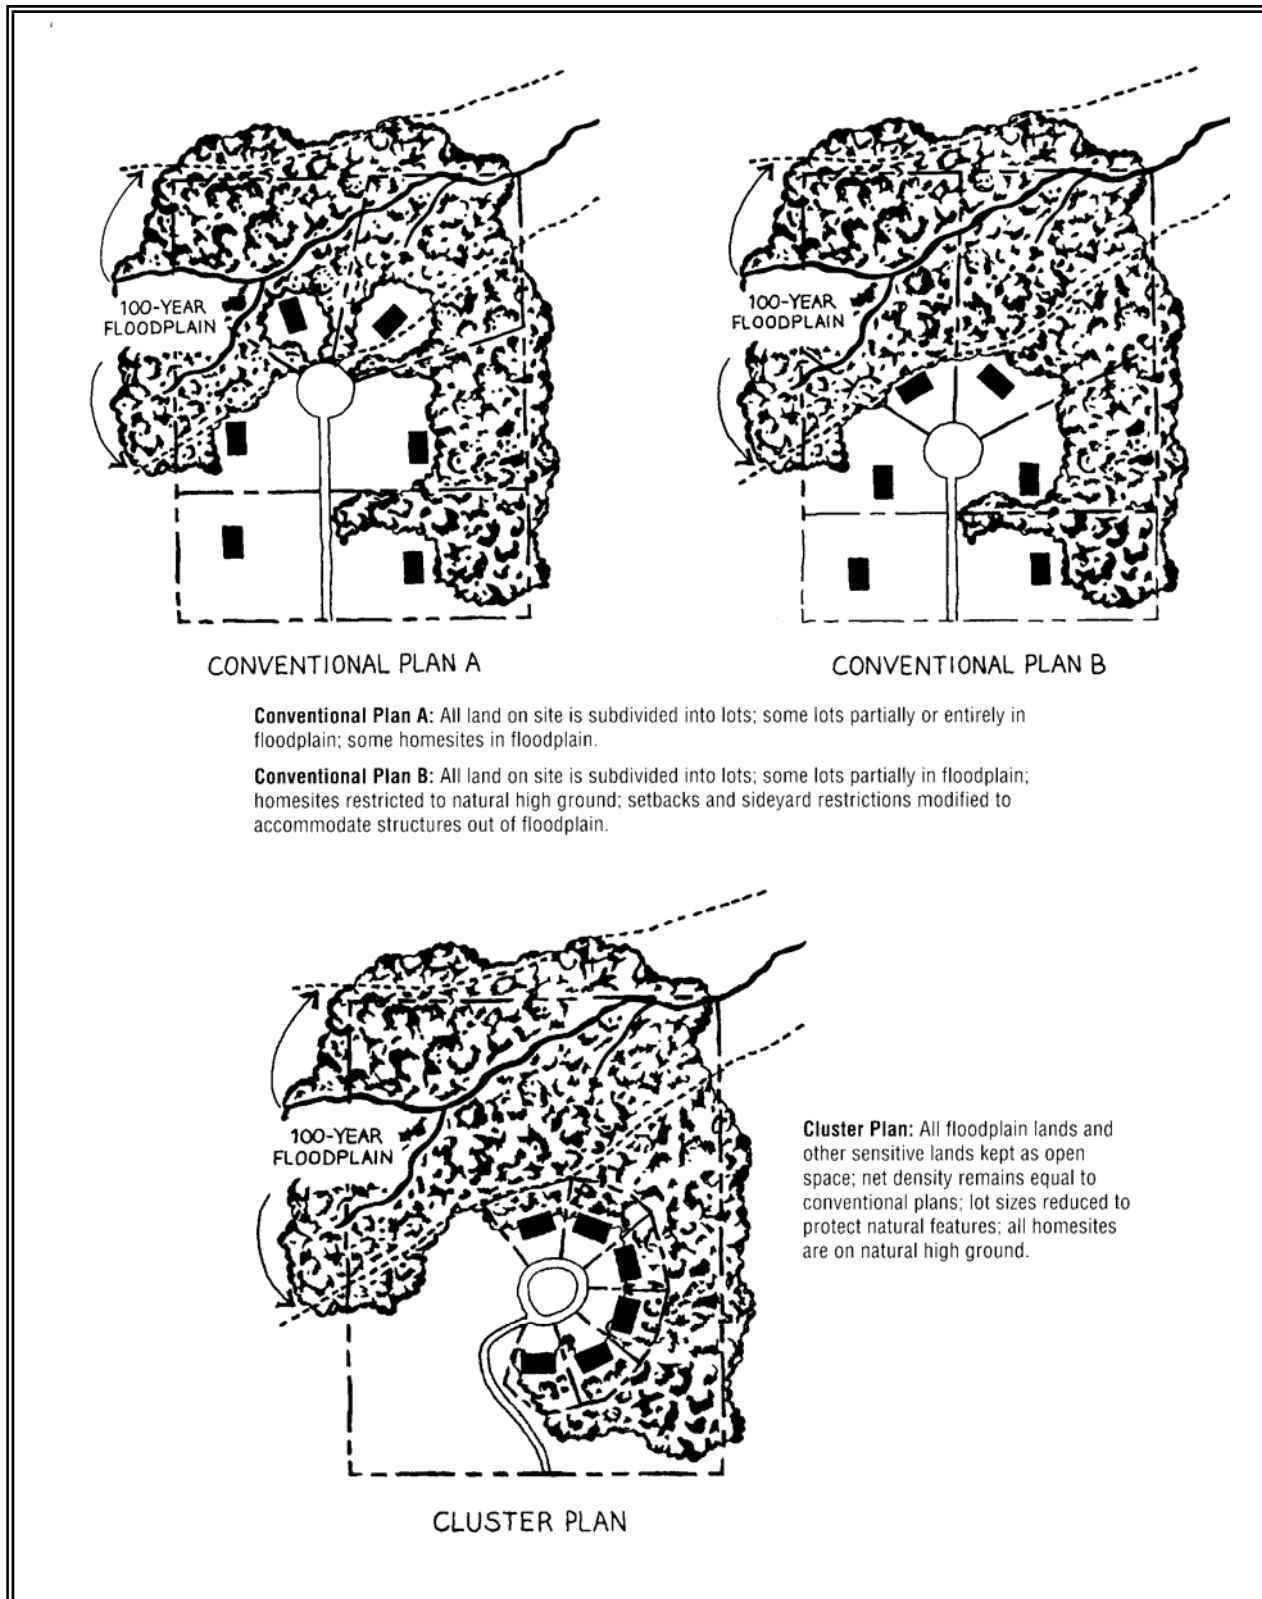 100-YEAR
FLOODPLAIN
100-YEAR
FLOODPLAIN
CONVENTIONAL PLAN A
CONVENTIONAL PLAN B
Conventional Plan A: All land on site is subdivided into lots; some lots partially or entirely in
floodplain; some homesites in floodplain.
Conventional Plan B: All land on site is subdivided into lots; some lots partially in floodplain;
homesites restricted to natural high ground; setbacks and sideyard restrictions modified to
accommodate structures out of floodplain.
100-YEAR
FLOODPLAIN
Cluster Plan: All floodplain lands and
other sensitive lands kept as open
space; net density remains equal to
conventional plans; lot sizes reduced to
protect natural features; all homesites
are on natural high ground.
CLUSTER PLAN